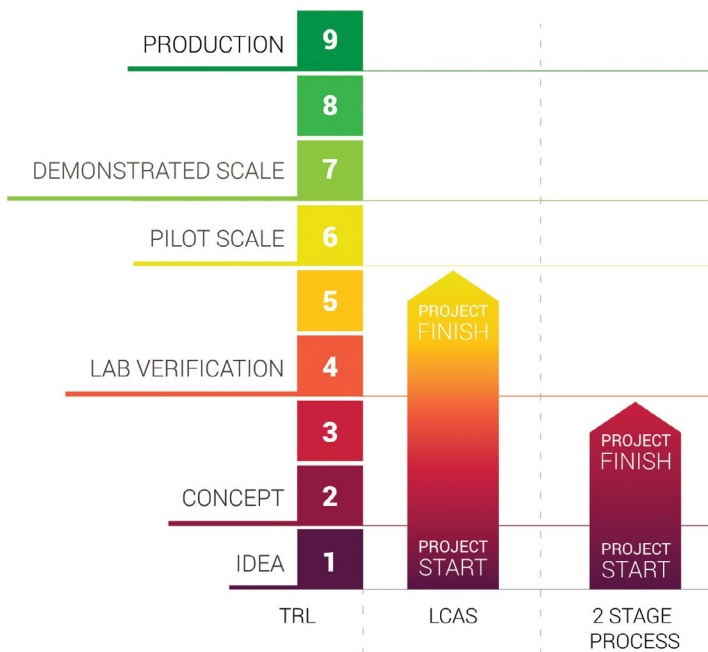 PRODUCTION 9
8
DEMONSTRATED SCALE 7
PILOT SCALE 6
5
PROJECT
FINISH
LAB VERIFICATION 4
3
PROJECT
FINISH
CONCEPT 2
IDEA 1
PROJECT
START
PROJECT
START
TRL
LCAS
2 STAGE
PROCESS